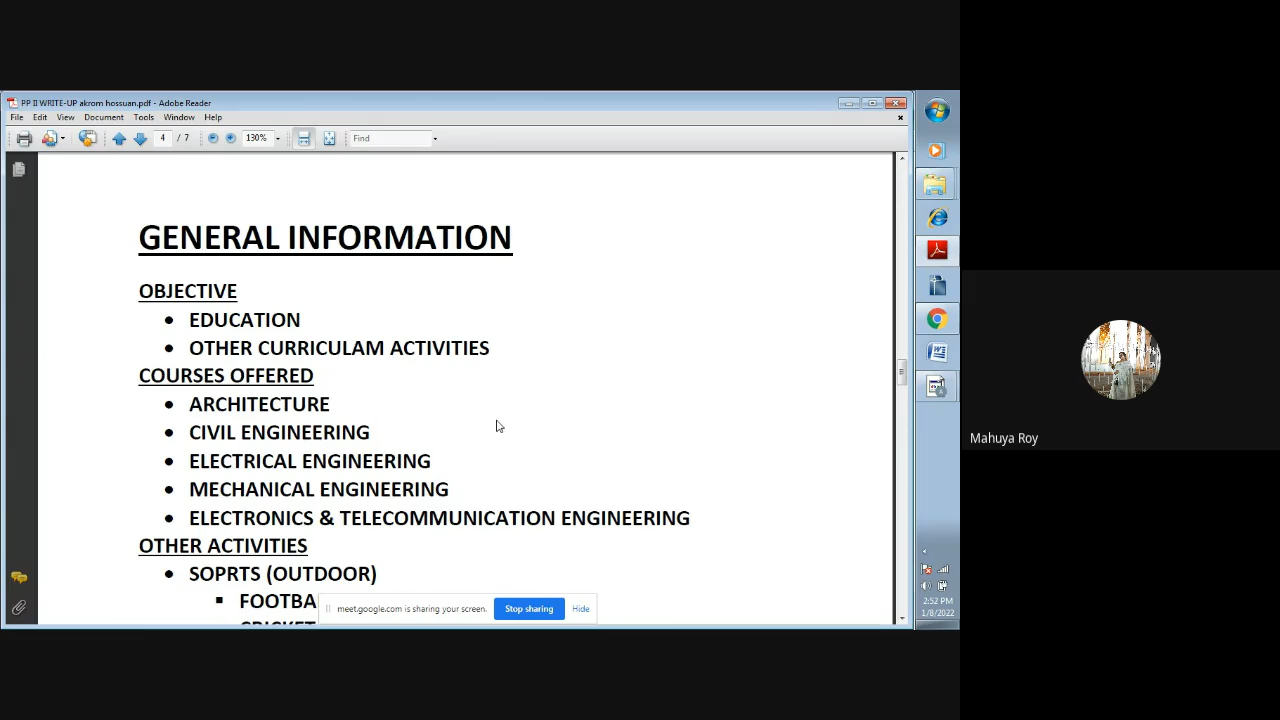 PP II WRITE-UP akrom hossuan.pdf - Adobe Reader
File Edit View Document Tools Window Help
4 / 7 130% Find
GENERAL INFORMATION
OBJECTIVE
• EDUCATION
• OTHER CURRICULAM ACTIVITIES
COURSES OFFERED
• ARCHITECTURE
• CIVIL ENGINEERING
• ELECTRICAL ENGINEERING
• MECHANICAL ENGINEERING
• ELECTRONICS & TELECOMMUNICATION ENGINEERING
OTHER ACTIVITIES
• SOPRTS (OUTDOOR)
▪ FOOTBA
CRICKET
meet.google.com is sharing your screen. Stop sharing Hide
2:52 PM
1/8/2022
Mahuya Roy